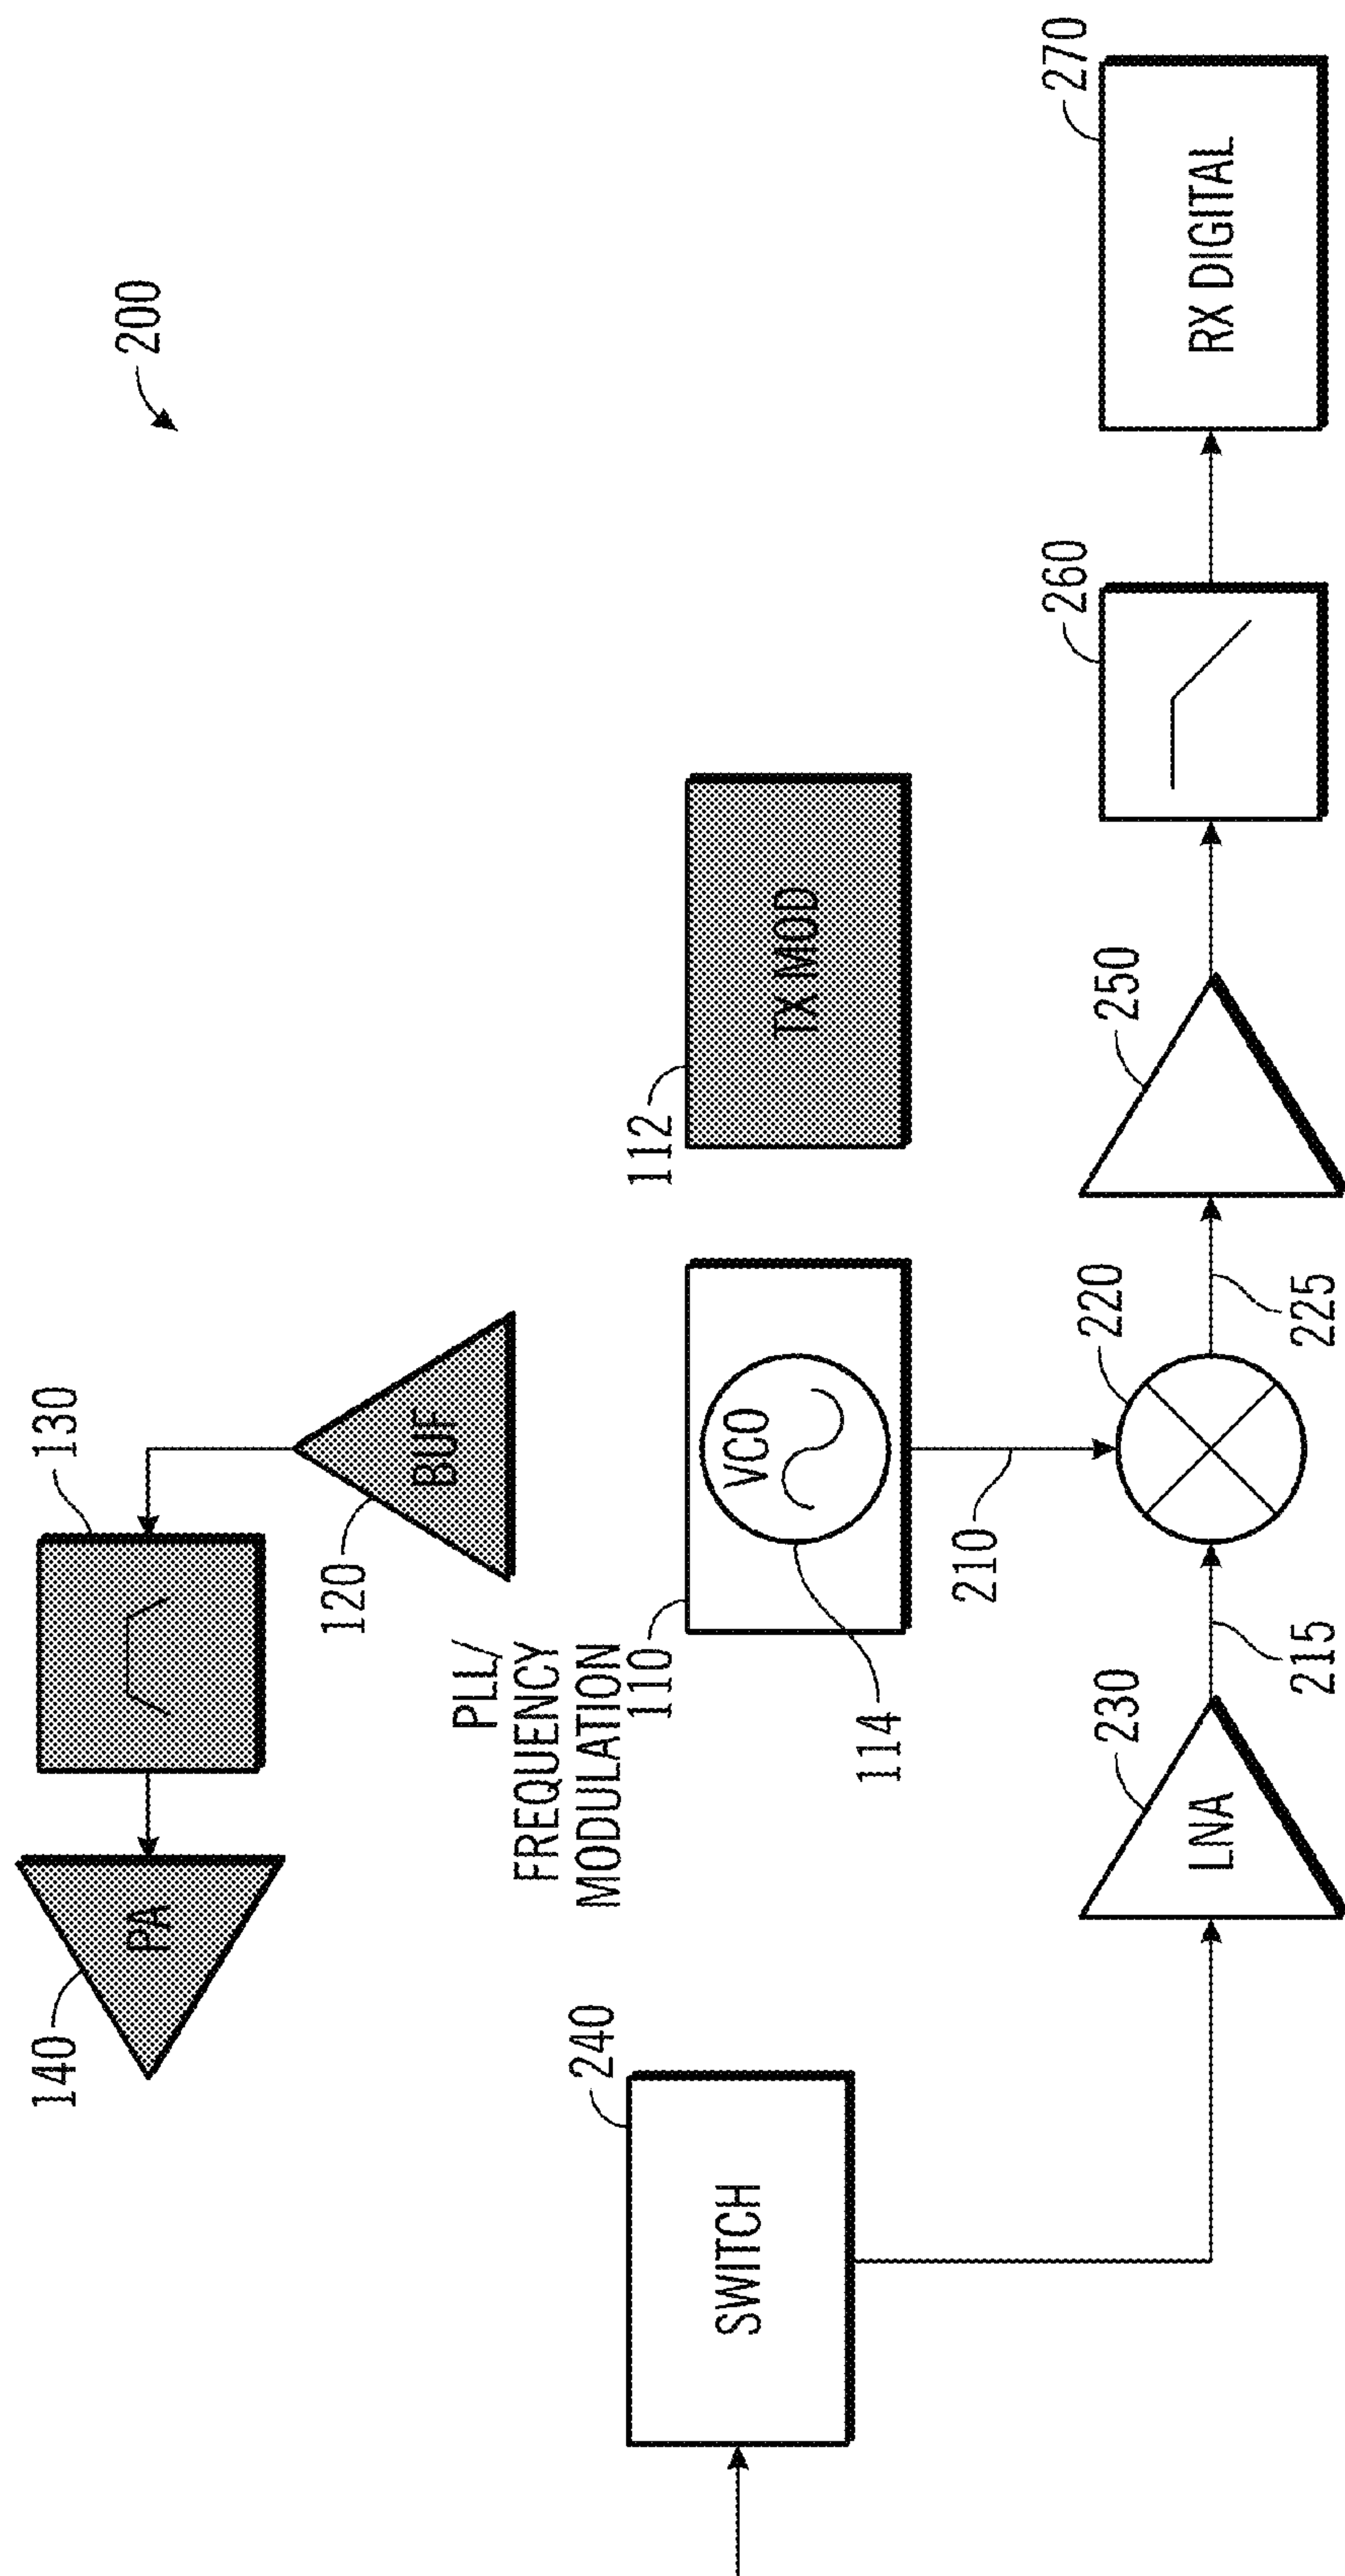 200
140
PA
130
120
BUF
PLL/
FREQUENCY
MODULATION
110
VCO
114
112
TX MOD
240
SWITCH
210
230
LNA
215
220
225
250
260
270
RX DIGITAL